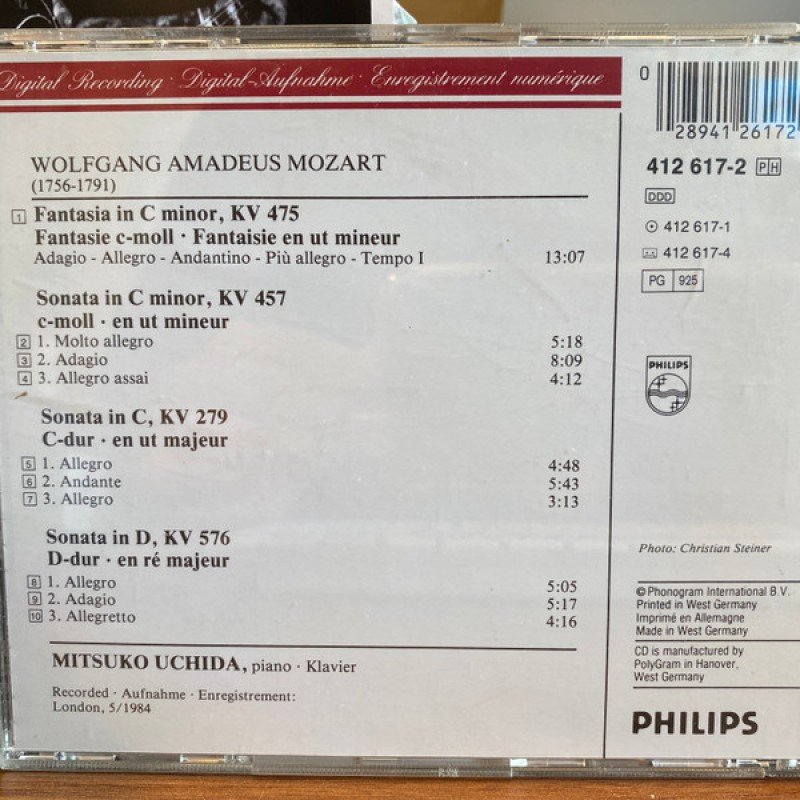 Digital Recording · Digital-Aufnahme · Enregistrement numérique
WOLFGANG AMADEUS MOZART
(1756-1791)
1 Fantasia in C minor, KV 475
Fantasie c-moll · Fantaisie en ut mineur
Adagio - Allegro - Andantino - Più allegro - Tempo I 13:07
Sonata in C minor, KV 457
c-moll · en ut mineur
2 1. Molto allegro 5:18
3 2. Adagio 8:09
4 3. Allegro assai 4:12
Sonata in C, KV 279
C-dur · en ut majeur
5 1. Allegro 4:48
6 2. Andante 5:43
7 3. Allegro 3:13
Sonata in D, KV 576
D-dur · en ré majeur
8 1. Allegro 5:05
9 2. Adagio 5:17
10 3. Allegretto 4:16
MITSUKO UCHIDA, piano · Klavier
Recorded · Aufnahme · Enregistrement:
London, 5/1984
0
28941 26172
412 617-2 PH
DDD
412 617-1
412 617-4
PG 925
PHILIPS
Photo: Christian Steiner
© Phonogram International B.V.
Printed in West Germany
Imprimé en Allemagne
Made in West Germany
CD is manufactured by
PolyGram in Hanover,
West Germany
PHILIPS